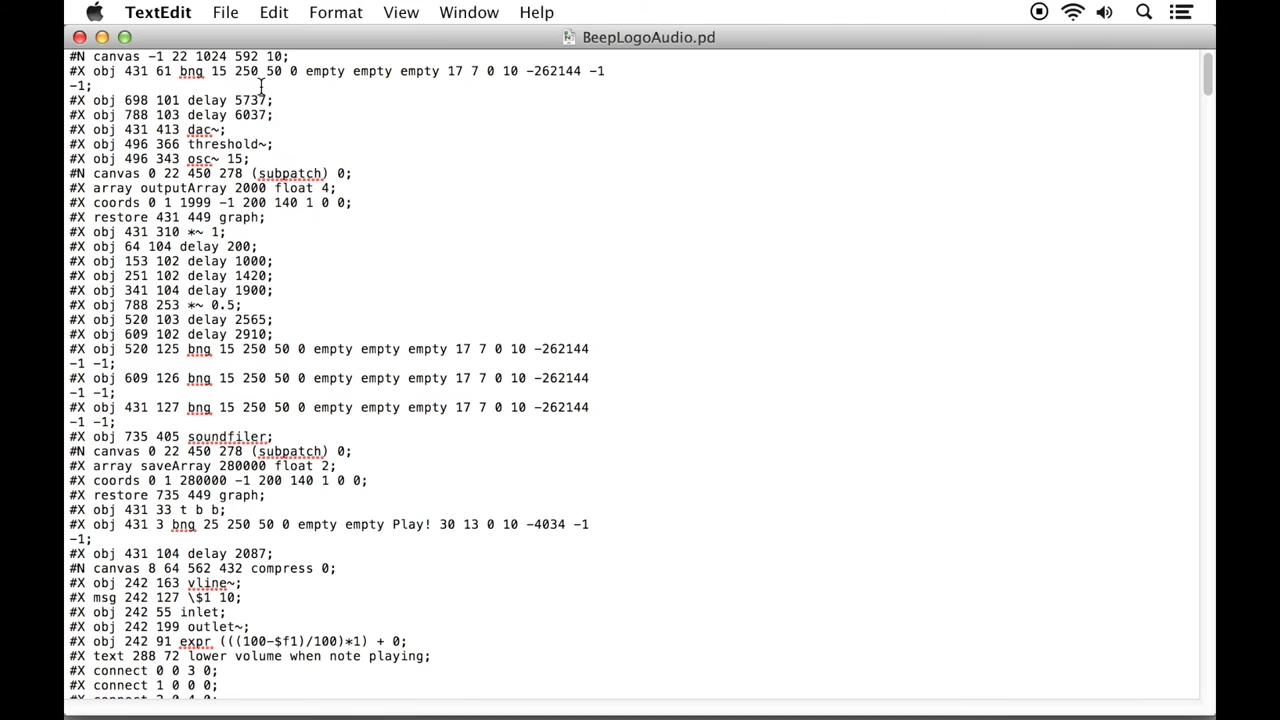 TextEdit File Edit Format View Window Help
BeepLogoAudio.pd
#N canvas -1 22 1024 592 10;
#X obj 431 61 bng 15 250 50 0 empty empty empty 17 7 0 10 -262144 -1
-1;
#X obj 698 101 delay 5737;
#X obj 788 103 delay 6037;
#X obj 431 413 dac~;
#X obj 496 366 threshold~;
#X obj 496 343 osc~ 15;
#N canvas 0 22 450 278 (subpatch) 0;
#X array outputArray 2000 float 4;
#X coords 0 1 1999 -1 200 140 1 0 0;
#X restore 431 449 graph;
#X obj 431 310 *~ 1;
#X obj 64 104 delay 200;
#X obj 153 102 delay 1000;
#X obj 251 102 delay 1420;
#X obj 341 104 delay 1900;
#X obj 788 253 *~ 0.5;
#X obj 520 103 delay 2565;
#X obj 609 102 delay 2910;
#X obj 520 125 bng 15 250 50 0 empty empty empty 17 7 0 10 -262144
-1 -1;
#X obj 609 126 bng 15 250 50 0 empty empty empty 17 7 0 10 -262144
-1 -1;
#X obj 431 127 bng 15 250 50 0 empty empty empty 17 7 0 10 -262144
-1 -1;
#X obj 735 405 soundfiler;
#N canvas 0 22 450 278 (subpatch) 0;
#X array saveArray 280000 float 2;
#X coords 0 1 280000 -1 200 140 1 0 0;
#X restore 735 449 graph;
#X obj 431 33 t b b;
#X obj 431 3 bng 25 250 50 0 empty empty Play! 30 13 0 10 -4034 -1
-1;
#X obj 431 104 delay 2087;
#N canvas 8 64 562 432 compress 0;
#X obj 242 163 vline~;
#X msg 242 127 \$1 10;
#X obj 242 55 inlet;
#X obj 242 199 outlet~;
#X obj 242 91 expr (((100-$f1)/100)*1) + 0;
#X text 288 72 lower volume when note playing;
#X connect 0 0 3 0;
#X connect 1 0 0 0;
#X connect 2 0 4 0;